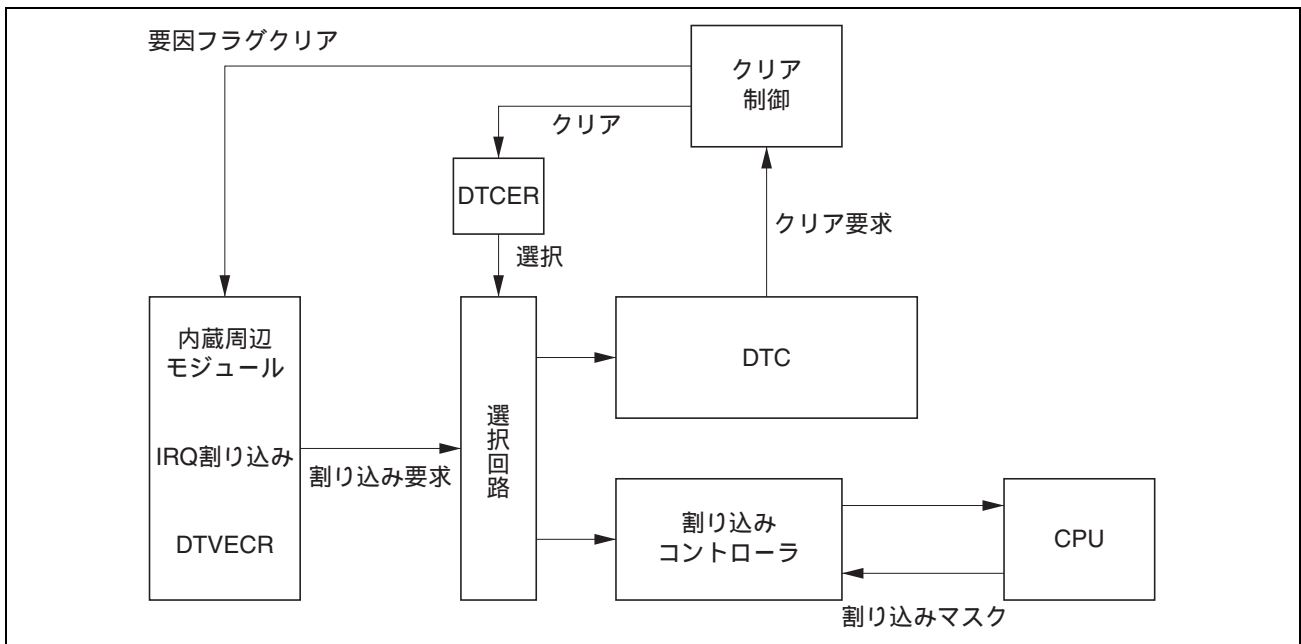 要因フラグクリア
クリア
制御
クリア
DTCER
クリア要求
選択
内蔵周辺
モジュール
DTC
選択回路
IRQ割り込み
割り込み要求
割り込み
コントローラ
CPU
DTVECR
割り込みマスク